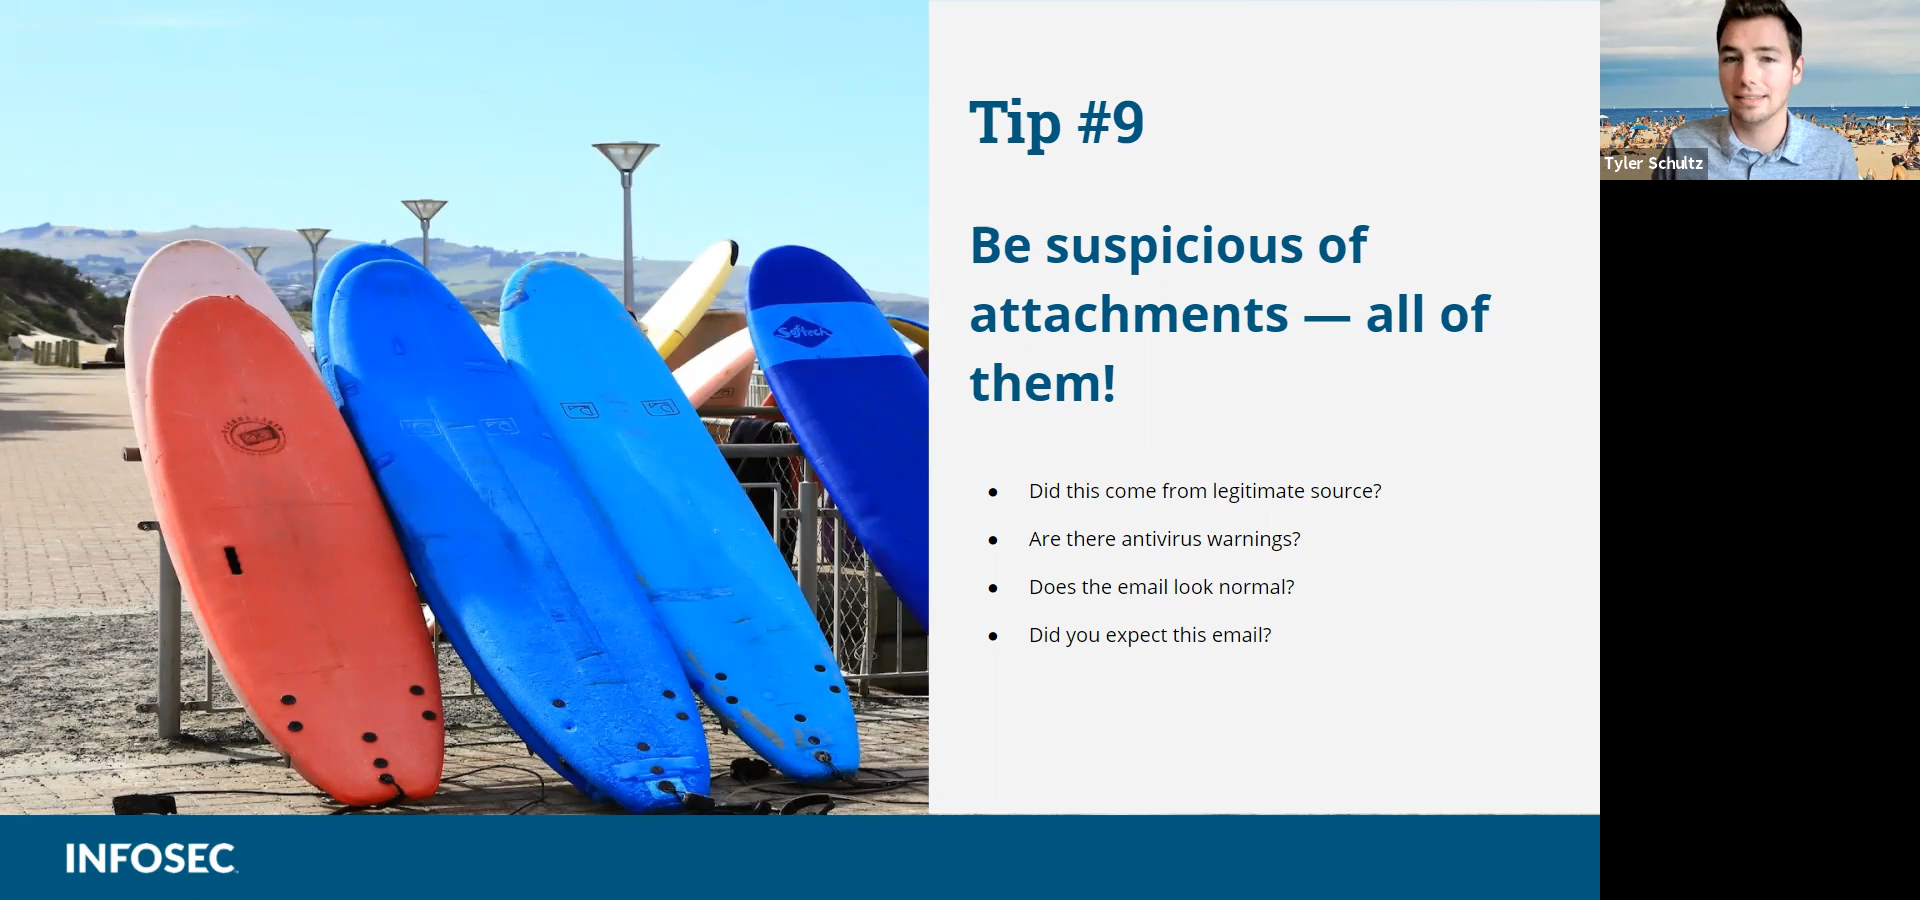 Tip #9
Be suspicious of
attachments — all of
them!
● Did this come from legitimate source?
● Are there antivirus warnings?
● Does the email look normal?
● Did you expect this email?
Softech
INFOSEC
Tyler Schultz